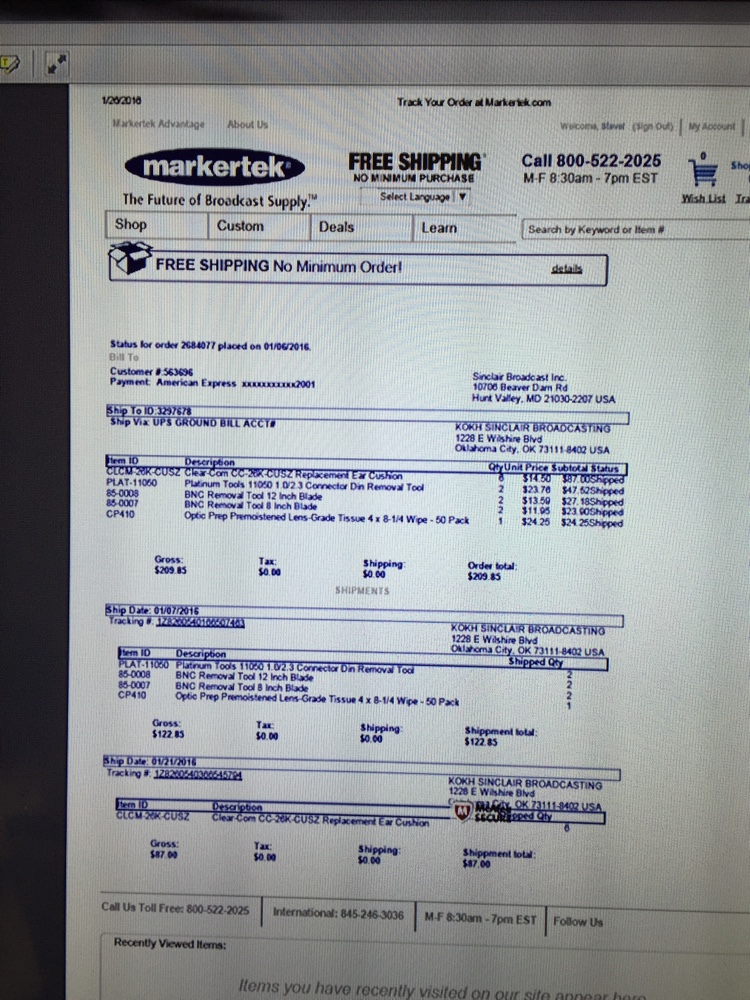 1/26/2016
Track Your Order at Markertek.com
Markertek Advantage About Us
Welcome, Steve! (Sign Out) My Account
markertek
The Future of Broadcast Supply.™
FREE SHIPPING*
NO MINIMUM PURCHASE
Select Language ▼
Call 800-522-2025
M-F 8:30am - 7pm EST
0
Sho
Wish List Tra
Shop Custom Deals Learn
Search by Keyword or Item #
FREE SHIPPING No Minimum Order!
details
Status for order 2684077 placed on 01/06/2016.
Bill To
Customer #:563696
Payment: American Express xxxxxxxxxxx2001
Sinclair Broadcast Inc.
10706 Beaver Dam Rd
Hunt Valley, MD 21030-2207 USA
Ship To ID:3297678
Ship Via: UPS GROUND BILL ACCT#
KOKH SINCLAIR BROADCASTING
1228 E Wilshire Blvd
Oklahoma City, OK 73111-8402 USA
Item ID Description Qty Unit Price Subtotal Status
CLCM-26K-CUSZ Clear-Com CC-26K-CUSZ Replacement Ear Cushion 6 $14.50 $87.00Shipped
PLAT-11050 Platinum Tools 11050 1.0/2.3 Connector Din Removal Tool 2 $23.76 $47.52Shipped
85-0008 BNC Removal Tool 12 Inch Blade 2 $13.59 $27.18Shipped
85-0007 BNC Removal Tool 8 Inch Blade 2 $11.95 $23.90Shipped
CP410 Optic Prep Premoistened Lens-Grade Tissue 4 x 8-1/4 Wipe - 50 Pack 1 $24.25 $24.25Shipped
Gross: Tax: Shipping: Order total:
$209.85 $0.00 $0.00 $209.85
SHIPMENTS
Ship Date: 01/07/2016
Tracking #:
KOKH SINCLAIR BROADCASTING
1228 E Wilshire Blvd
Oklahoma City, OK 73111-8402 USA
Item ID Description Shipped Qty
PLAT-11050 Platinum Tools 11050 1.0/2.3 Connector Din Removal Tool 2
85-0008 BNC Removal Tool 12 Inch Blade 2
85-0007 BNC Removal Tool 8 Inch Blade 2
CP410 Optic Prep Premoistened Lens-Grade Tissue 4 x 8-1/4 Wipe - 50 Pack 1
Gross: Tax: Shipping: Shippment total:
$122.85 $0.00 $0.00 $122.85
Ship Date: 01/21/2016
Tracking #:
KOKH SINCLAIR BROADCASTING
1228 E Wilshire Blvd
OK 73111-8402 USA
McAfee
SECURE
Item ID Description
CLCM-26K-CUSZ Clear-Com CC-26K-CUSZ Replacement Ear Cushion 6
Gross: Tax: Shipping: Shippment total:
$87.00 $0.00 $0.00 $87.00
Call Us Toll Free: 800-522-2025 International: 845-246-3036 M-F 8:30am - 7pm EST Follow Us
Recently Viewed Items:
Items you have recently visited on our site appear here